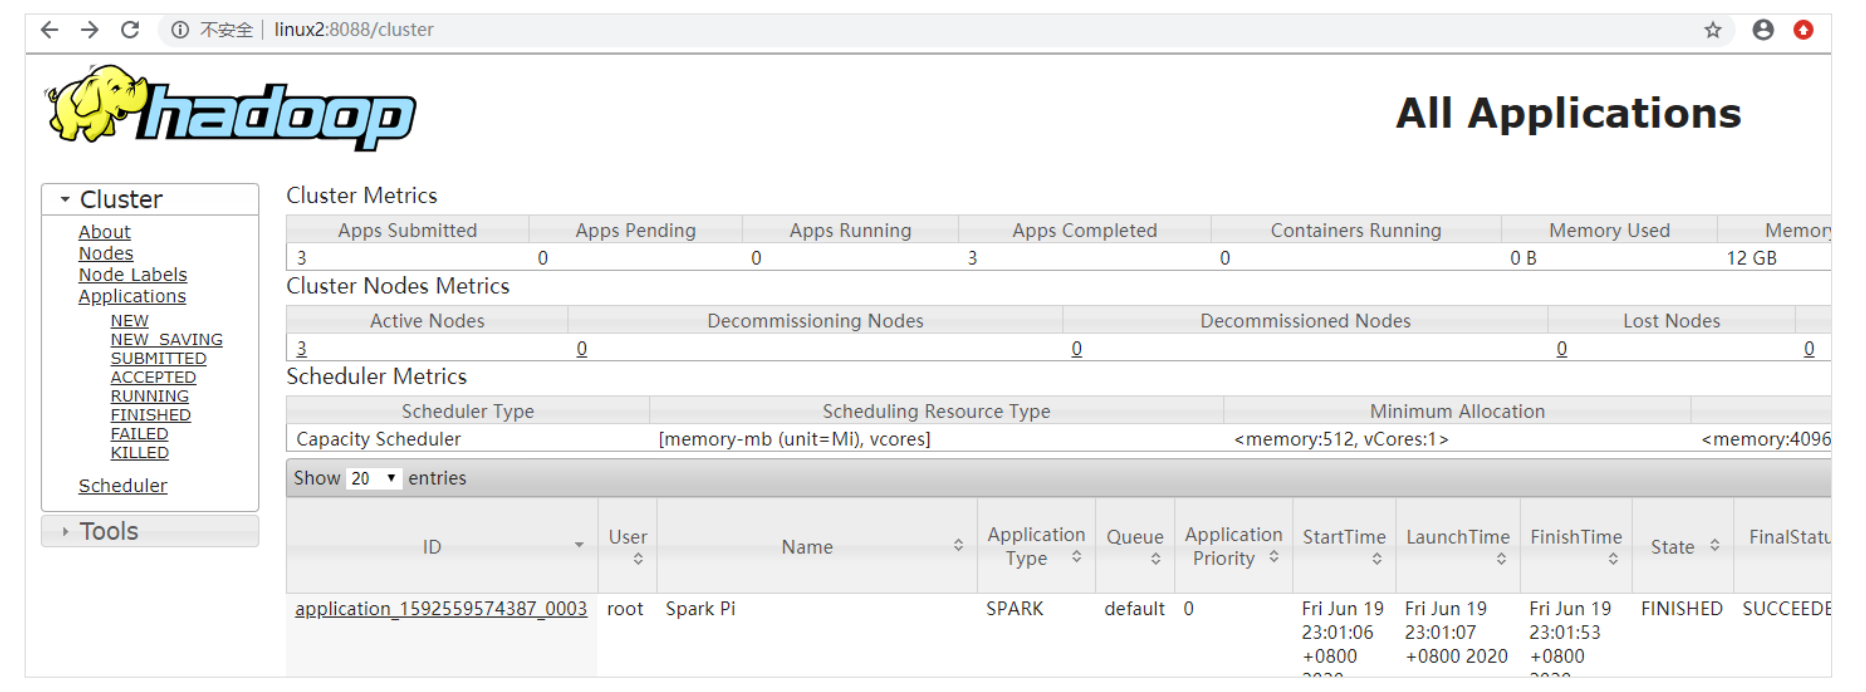 不安全 | linux2:8088/cluster
hadoop
All Applications
Cluster
About
Nodes
Node Labels
Applications
NEW
NEW_SAVING
SUBMITTED
ACCEPTED
RUNNING
FINISHED
FAILED
KILLED
Scheduler
Tools
Cluster Metrics
Apps Submitted Apps Pending Apps Running Apps Completed Containers Running Memory Used Memory
3 0 0 3 0 0 B 12 GB
Cluster Nodes Metrics
Active Nodes Decommissioning Nodes Decommissioned Nodes Lost Nodes
3 0 0 0 0
Scheduler Metrics
Scheduler Type Scheduling Resource Type Minimum Allocation
Capacity Scheduler [memory-mb (unit=Mi), vcores] <memory:512, vCores:1> <memory:4096
Show 20 entries
ID User Name Application Type Queue Application Priority StartTime LaunchTime FinishTime State FinalStatu
application_1592559574387_0003 root Spark Pi SPARK default 0 Fri Jun 19 Fri Jun 19 Fri Jun 19 FINISHED SUCCEEDE
23:01:06 23:01:07 23:01:53
+0800 +0800 2020 +0800
2020 2020